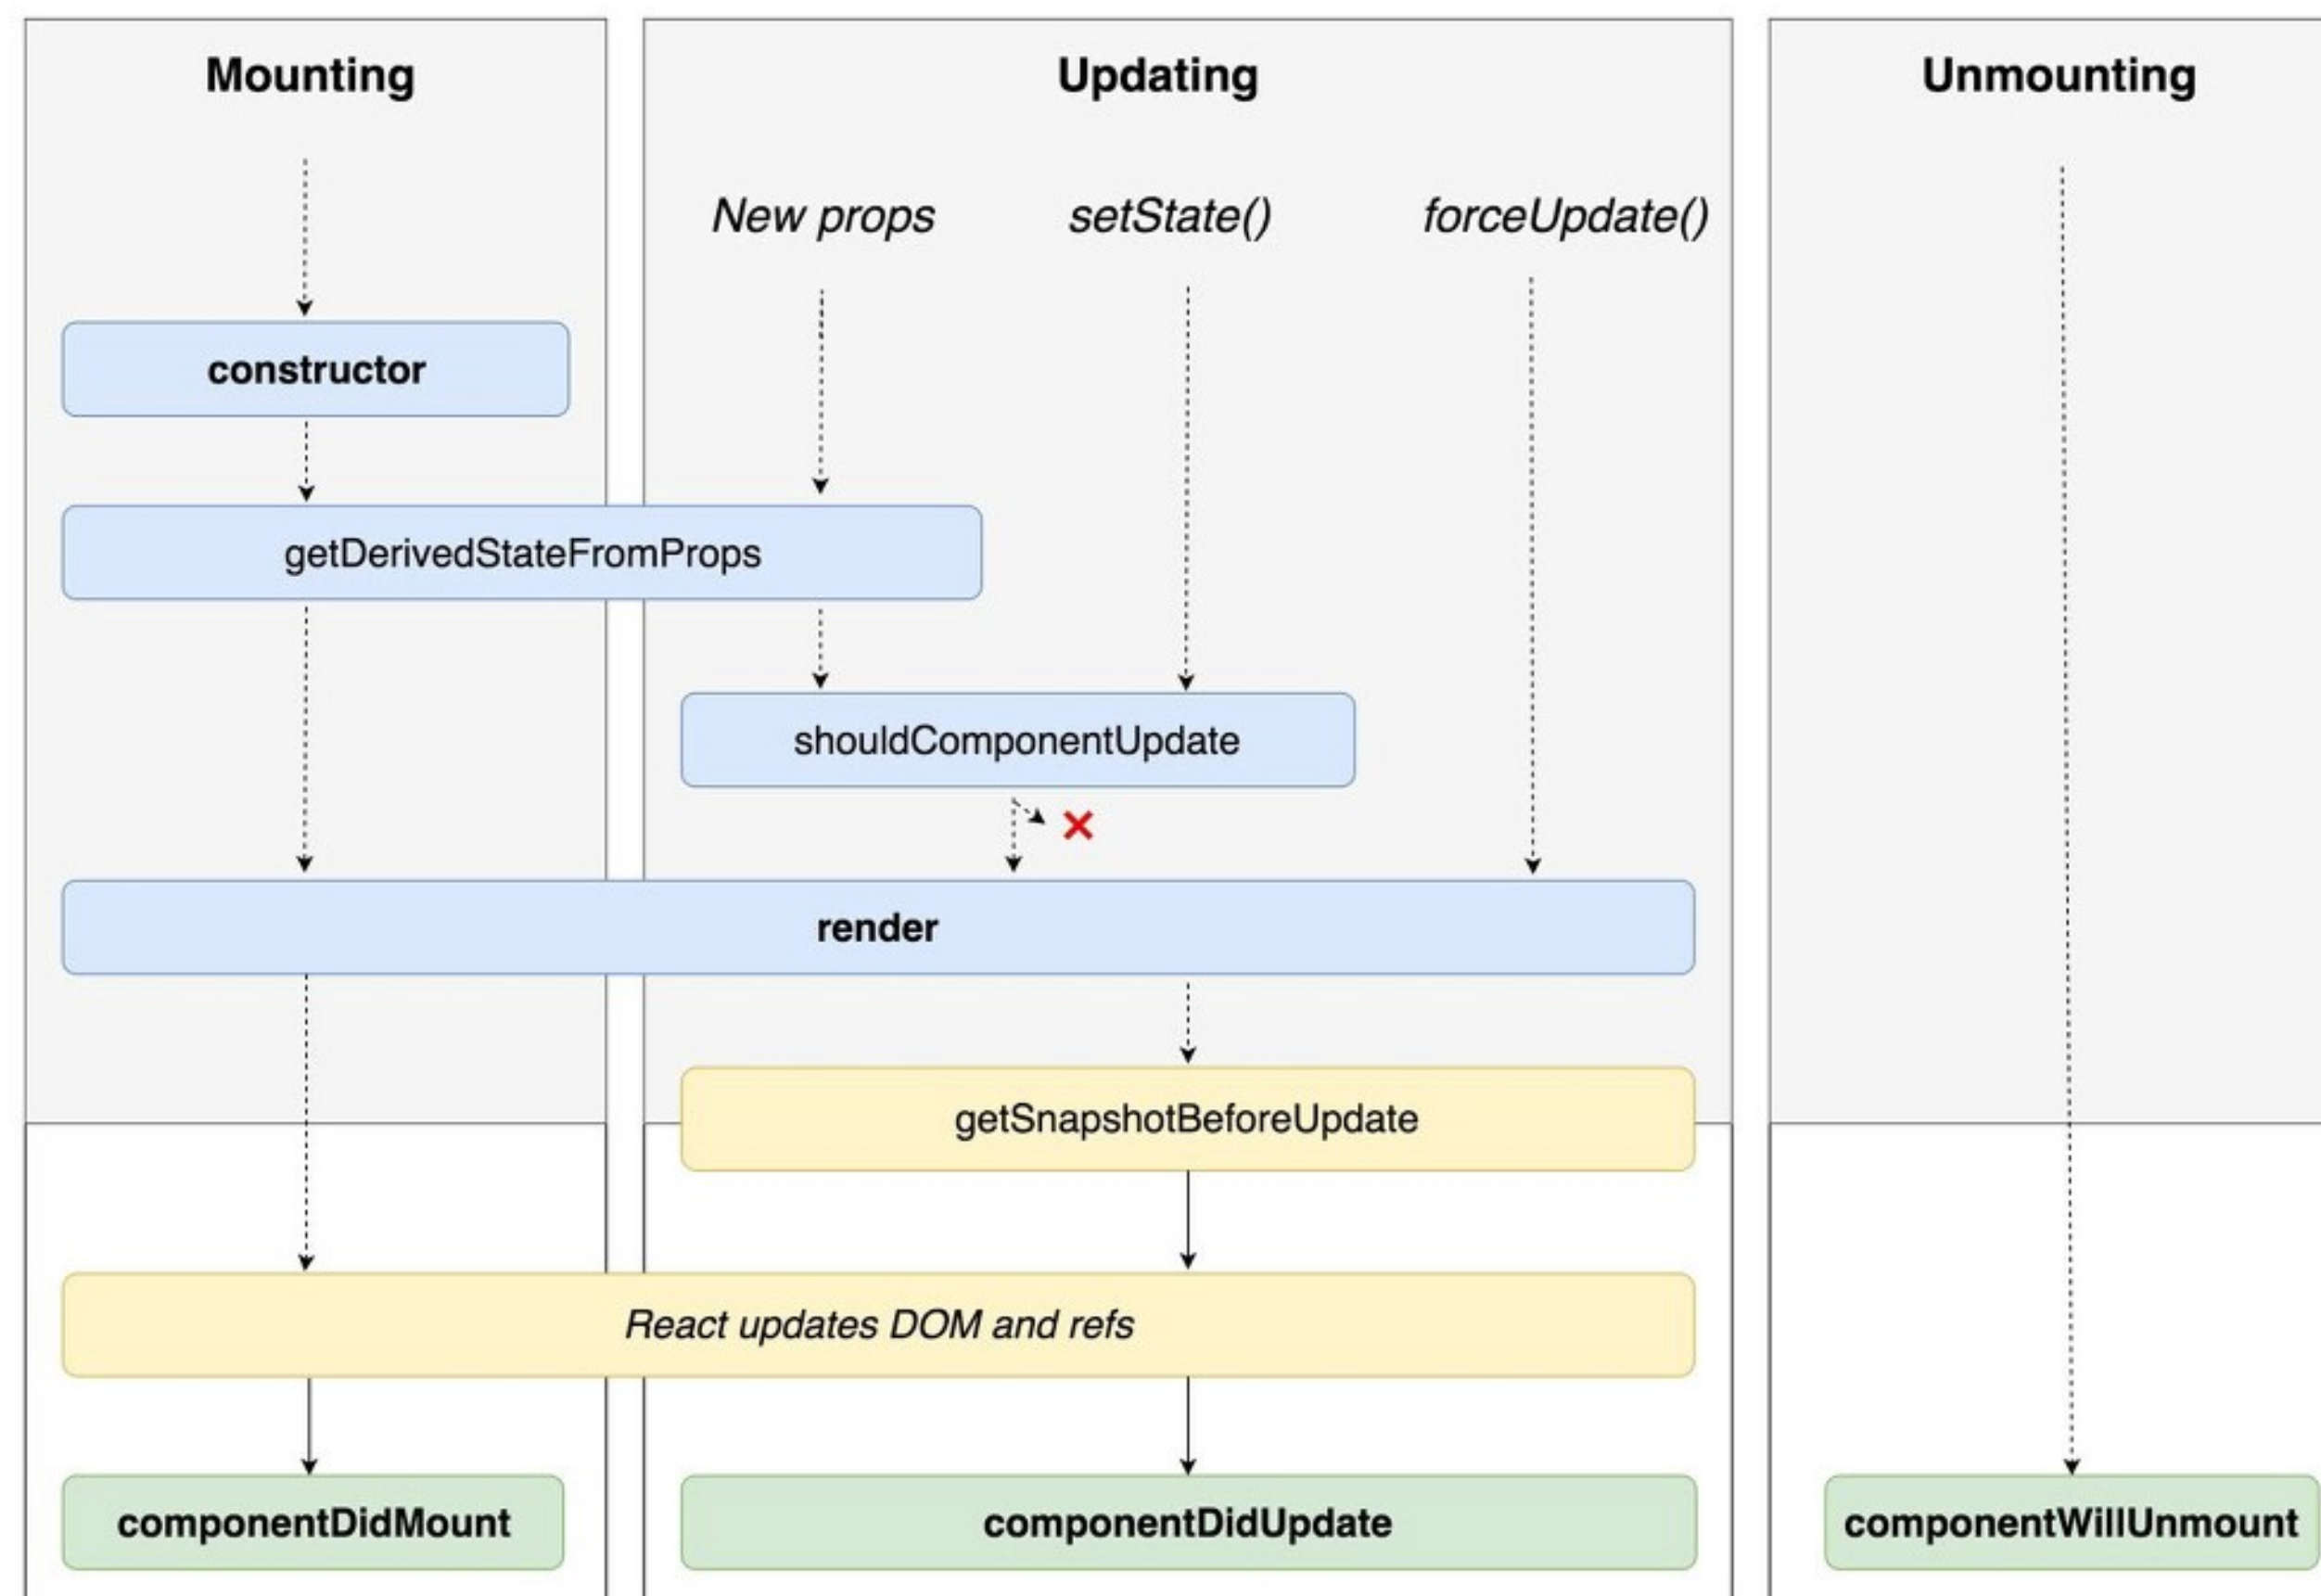 Mounting
Updating
Unmounting
New props
setState()
forceUpdate()
constructor
getDerivedStateFromProps
shouldComponentUpdate
render
getSnapshotBeforeUpdate
React updates DOM and refs
componentDidMount
componentDidUpdate
componentWillUnmount